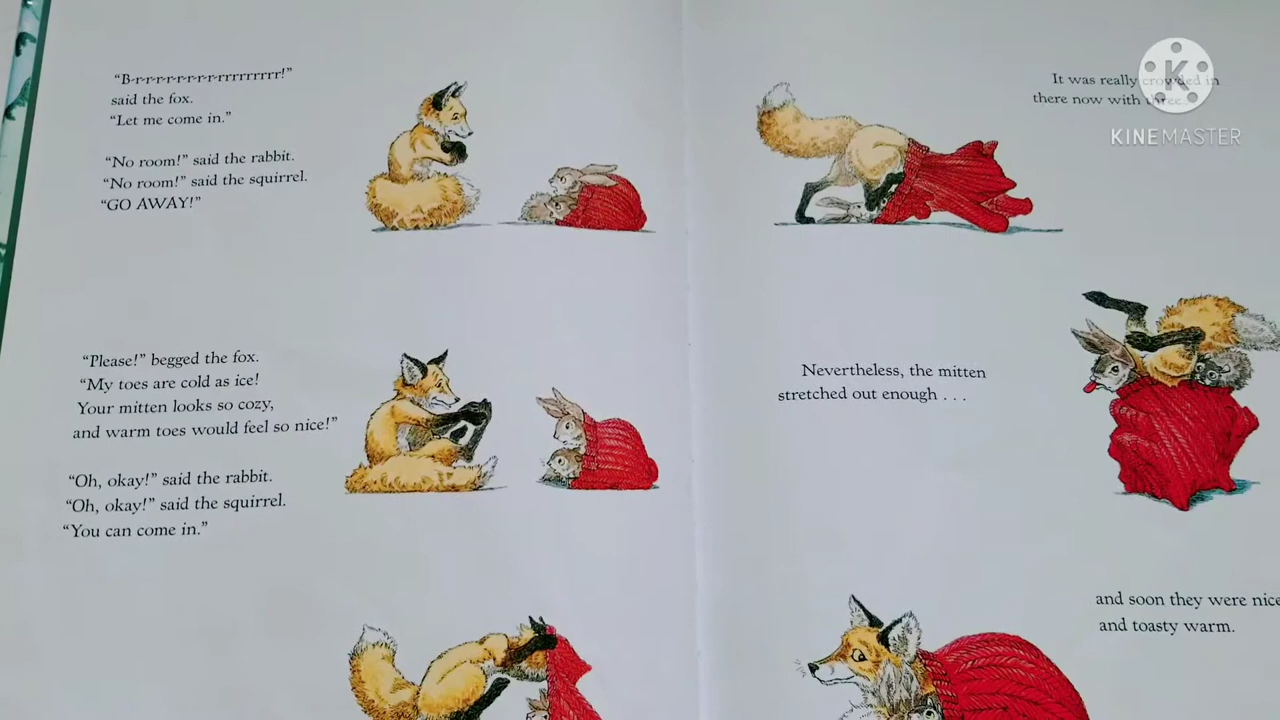 “B-r-r-r-r-r-r-r-rrrrrrrr!”
said the fox.
“Let me come in.”
“No room!” said the rabbit.
“No room!” said the squirrel.
“GO AWAY!”
“Please!” begged the fox.
“My toes are cold as ice!
Your mitten looks so cozy,
and warm toes would feel so nice!”
“Oh, okay!” said the rabbit.
“Oh, okay!” said the squirrel.
“You can come in.”
It was really crowded in
there now with three.
Nevertheless, the mitten
stretched out enough . . .
and soon they were nice
and toasty warm.
K
KINEMASTER